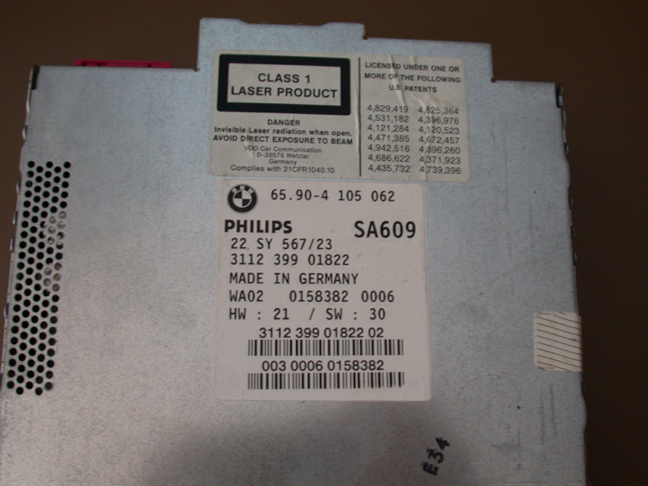 CLASS 1
LASER PRODUCT
DANGER
Invisible Laser radiation when open.
AVOID DIRECT EXPOSURE TO BEAM
VDO Car Communication
D-35576 Wetzlar
Germany
Complies with 21CFR1040.10
LICENSED UNDER ONE OR
MORE OF THE FOLLOWING
U.S. PATENTS
4,829,419 4,825,364
4,531,182 4,396,976
4,121,284 4,120,523
4,471,385 4,672,457
4,942,516 4,896,260
4,686,622 4,371,923
4,435,732 4,739,396
BMW 65.90-4 105 062
PHILIPS SA609
22 SY 567/23
3112 399 01822
MADE IN GERMANY
WA02 0158382 0006
HW : 21 / SW : 30
3112 399 01822 02
003 0006 0158382
E34